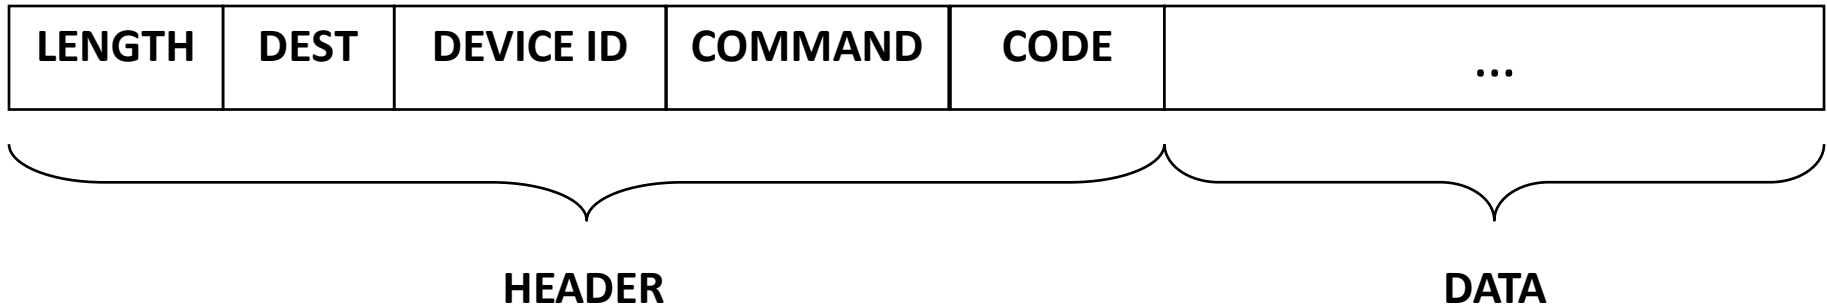 LENGTH DEST DEVICE ID COMMAND CODE ...
HEADER DATA